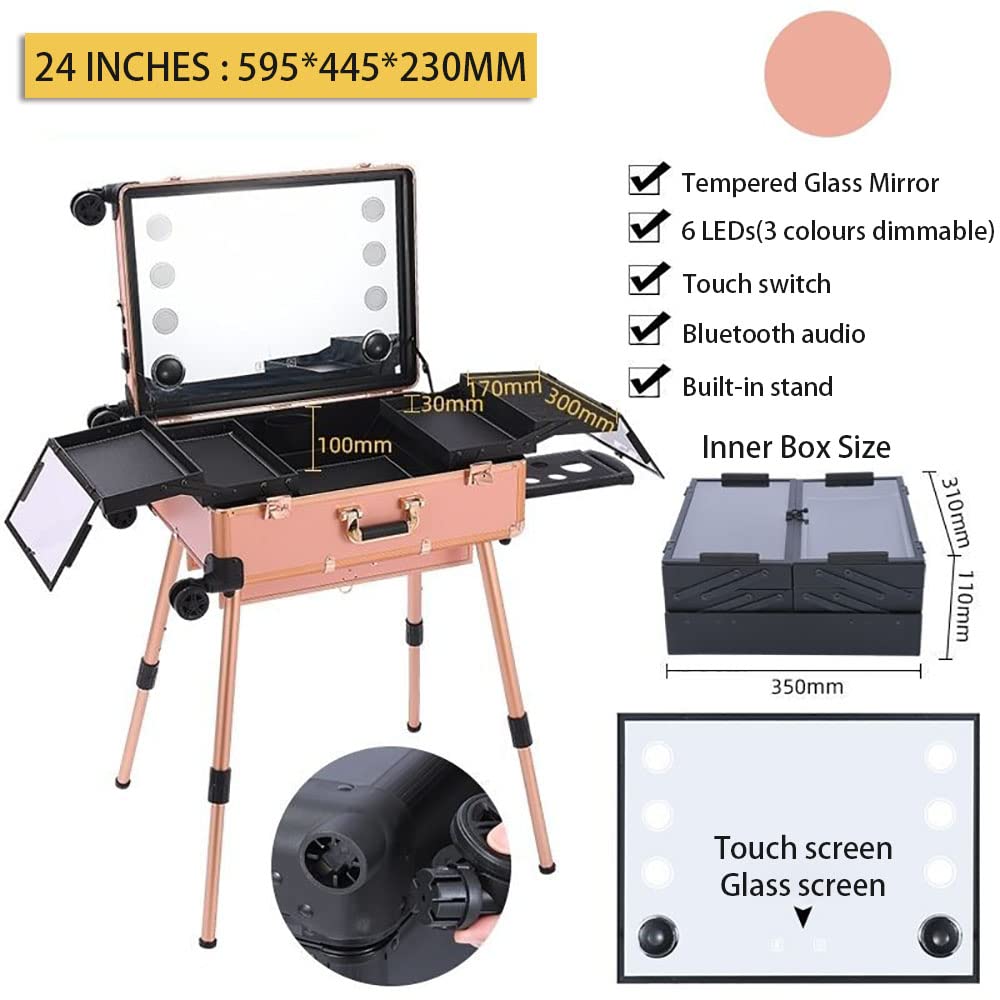 24 INCHES : 595*445*230MM
Tempered Glass Mirror
6 LEDs(3 colours dimmable)
Touch switch
Bluetooth audio
Built-in stand
170mm
300mm
30mm
100mm
Inner Box Size
310mm
110mm
350mm
Touch screen
Glass screen